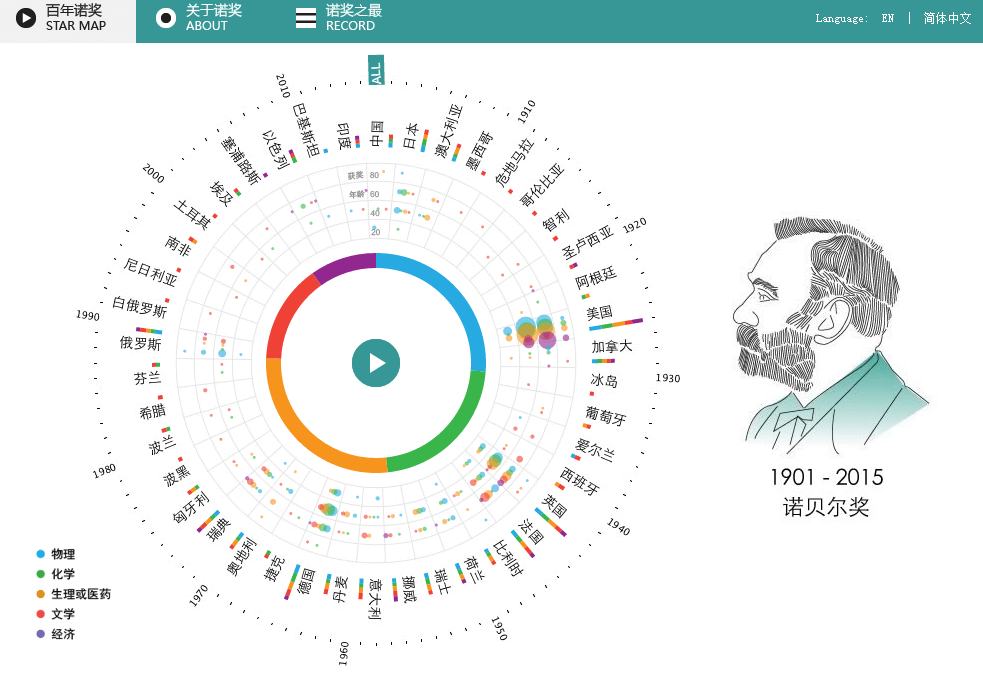 百年诺奖
STAR MAP
关于诺奖
ABOUT
诺奖之最
RECORD
Language: EN | 简体中文
ALL
1910
1920
1930
1940
1950
1960
1970
1980
1990
2000
2010
中国
日本
澳大利亚
墨西哥
危地马拉
哥伦比亚
智利
圣卢西亚
阿根廷
美国
加拿大
冰岛
葡萄牙
爱尔兰
西班牙
英国
法国
比利时
荷兰
瑞士
挪威
意大利
丹麦
德国
捷克
奥地利
瑞典
匈牙利
波黑
波兰
希腊
芬兰
俄罗斯
白俄罗斯
尼日利亚
南非
土耳其
埃及
塞浦路斯
以色列
巴基斯坦
印度
获奖 80
年龄 60
40
20
1901 - 2015
诺贝尔奖
物理
化学
生理或医药
文学
经济